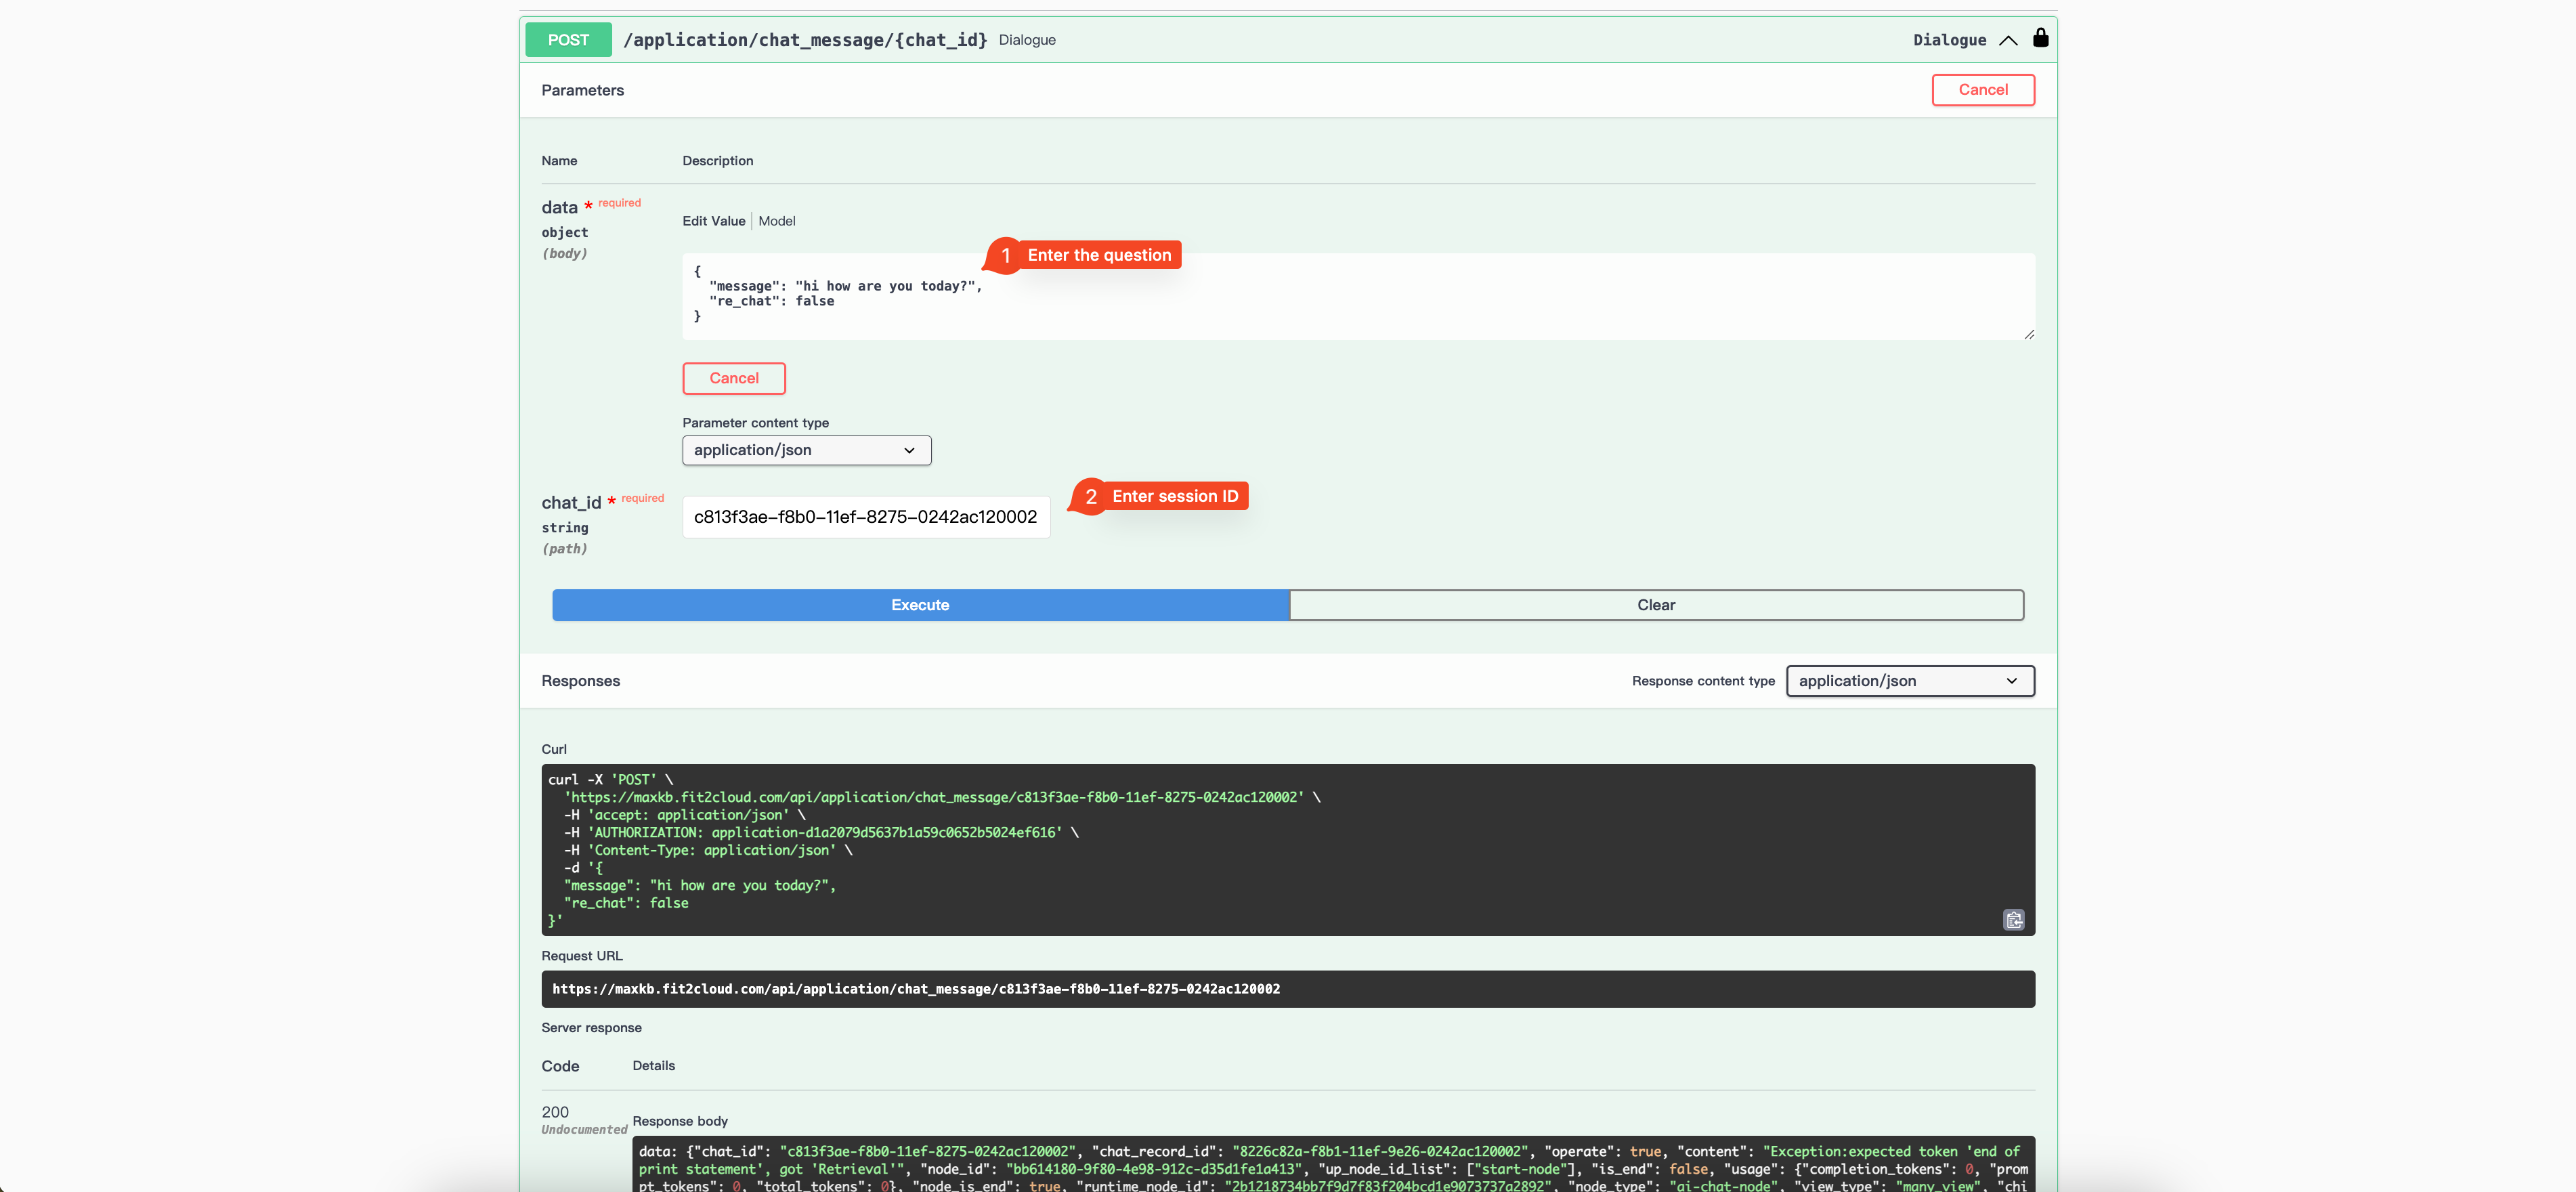 POST /application/chat_message/{chat_id} Dialogue Dialogue
Parameters Cancel
Name Description
data * required
object
(body)
Edit Value | Model
1 Enter the question
{
  "message": "hi how are you today?",
  "re_chat": false
}
Cancel
Parameter content type
application/json
chat_id * required
string
(path)
c813f3ae-f8b0-11ef-8275-0242ac120002
2 Enter session ID
Execute Clear
Responses Response content type application/json
Curl
curl -X 'POST' \
  'https://maxkb.fit2cloud.com/api/application/chat_message/c813f3ae-f8b0-11ef-8275-0242ac120002' \
  -H 'accept: application/json' \
  -H 'AUTHORIZATION: application-d1a2079d5637b1a59c0652b5024ef616' \
  -H 'Content-Type: application/json' \
  -d '{
  "message": "hi how are you today?",
  "re_chat": false
}'
Request URL
https://maxkb.fit2cloud.com/api/application/chat_message/c813f3ae-f8b0-11ef-8275-0242ac120002
Server response
Code Details
200
Undocumented
Response body
data: {"chat_id": "c813f3ae-f8b0-11ef-8275-0242ac120002", "chat_record_id": "8226c82a-f8b1-11ef-9e26-0242ac120002", "operate": true, "content": "Exception:expected token 'end of
print statement', got 'Retrieval'", "node_id": "bb614180-9f80-4e98-912c-d35d1fe1a413", "up_node_id_list": ["start-node"], "is_end": false, "usage": {"completion_tokens": 0, "prom
pt_tokens": 0, "total_tokens": 0}, "node_is_end": true, "runtime_node_id": "2b1218734bb7f9d7f83f204bcd1e9073737a2892", "node_type": "ai-chat-node", "view_type": "many_view", "chi